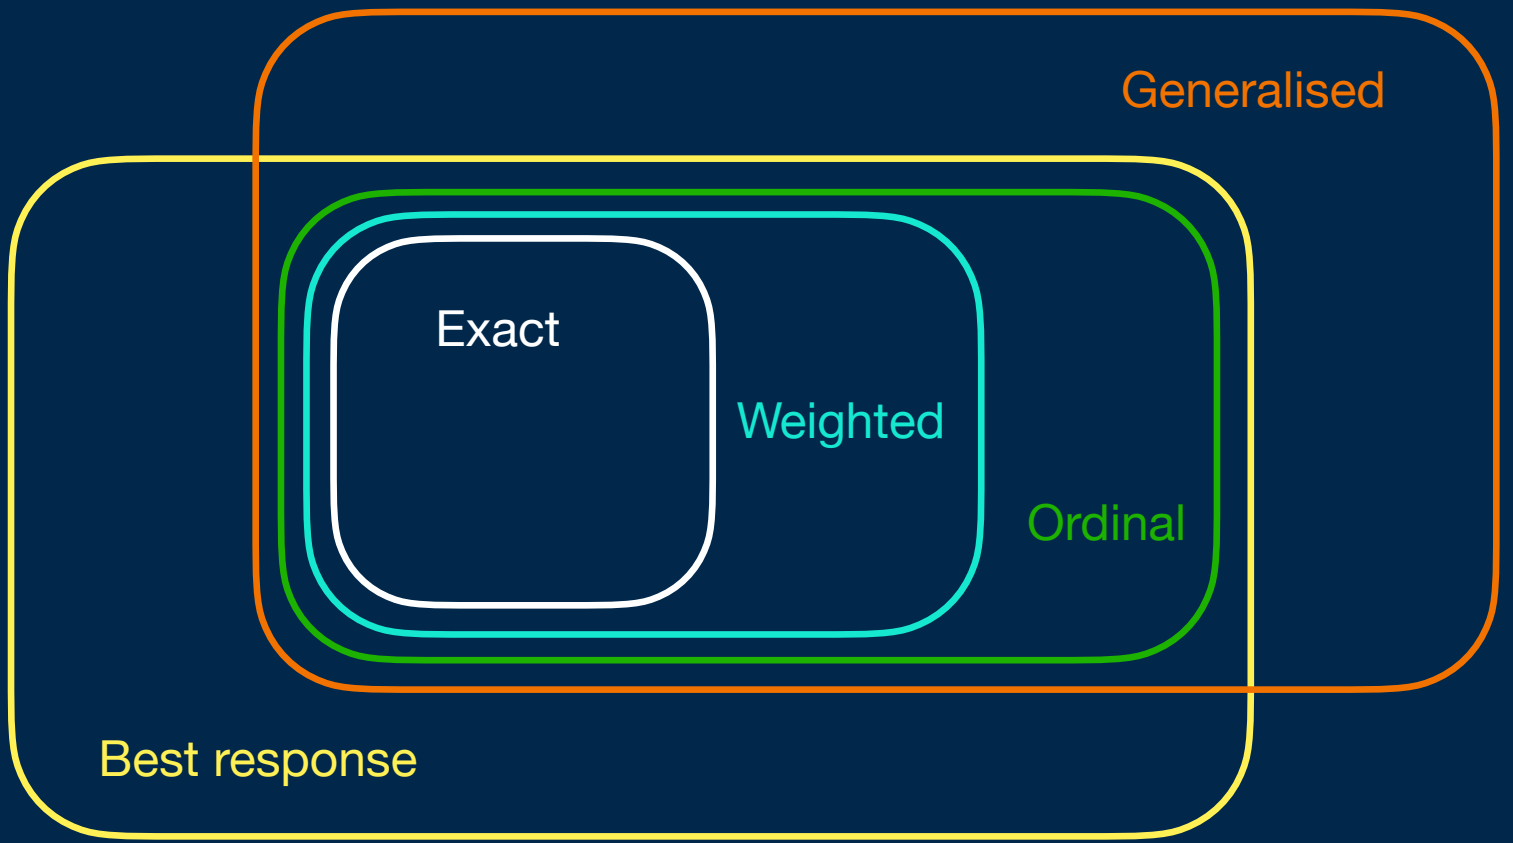 Generalised
Exact
Weighted
Ordinal
Best response